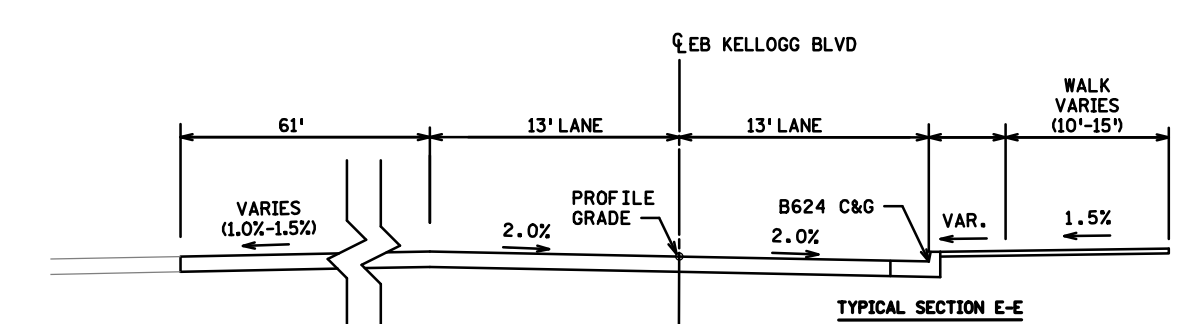 ℄ EB KELLOGG BLVD
WALK
VARIES
(10'-15')
61'
13' LANE
13' LANE
PROFILE
GRADE
B624 C&G
VARIES
(1.0%-1.5%)
2.0%
2.0%
VAR.
1.5%
TYPICAL SECTION E-E